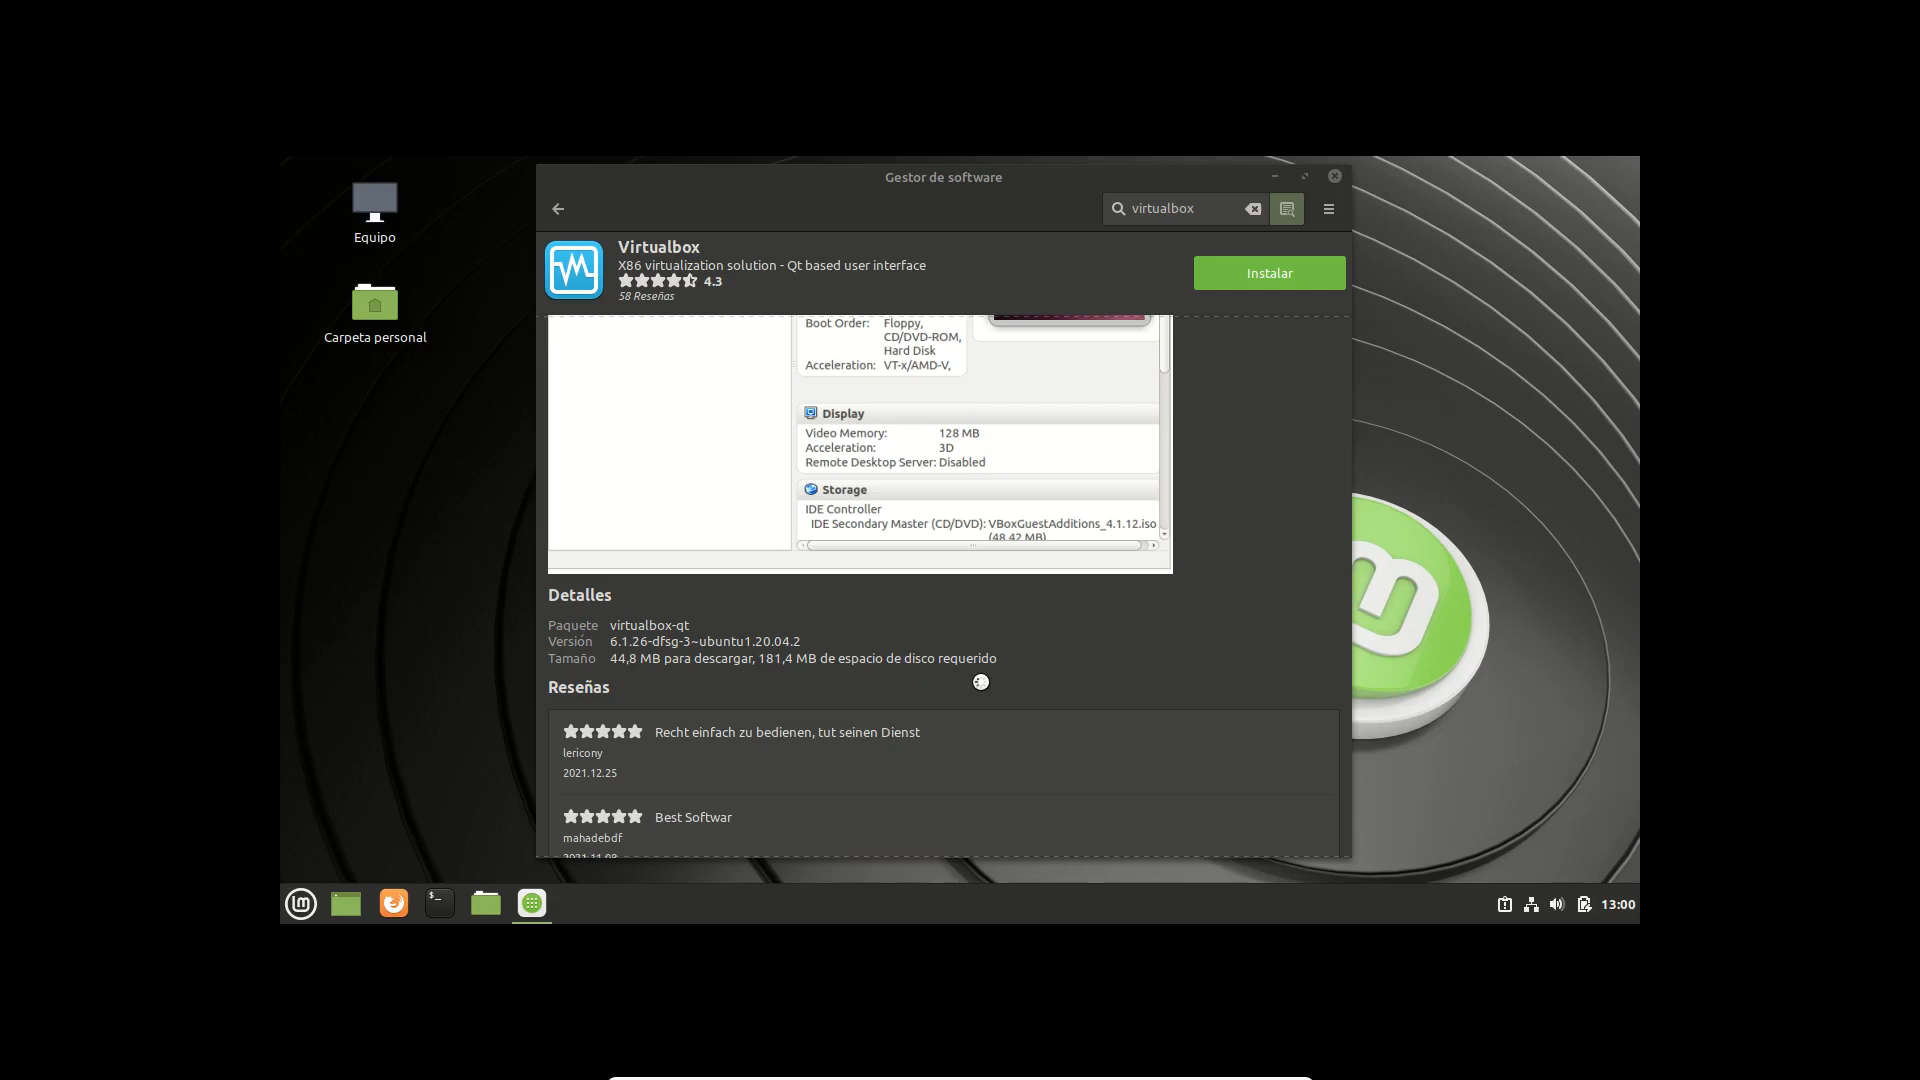 Gestor de software
virtualbox
Equipo
Carpeta personal
Virtualbox
X86 virtualization solution - Qt based user interface
4.3
58 Reseñas
Instalar
Boot Order: Floppy,
CD/DVD-ROM,
Hard Disk
Acceleration: VT-x/AMD-V,
Display
Video Memory: 128 MB
Acceleration: 3D
Remote Desktop Server: Disabled
Storage
IDE Controller
IDE Secondary Master (CD/DVD): VBoxGuestAdditions_4.1.12.iso
(48.42 MB)
Detalles
Paquete virtualbox-qt
Versión 6.1.26-dfsg-3~ubuntu1.20.04.2
Tamaño 44,8 MB para descargar, 181,4 MB de espacio de disco requerido
Reseñas
Recht einfach zu bedienen, tut seinen Dienst
lericony
2021.12.25
Best Softwar
mahadebdf
13:00